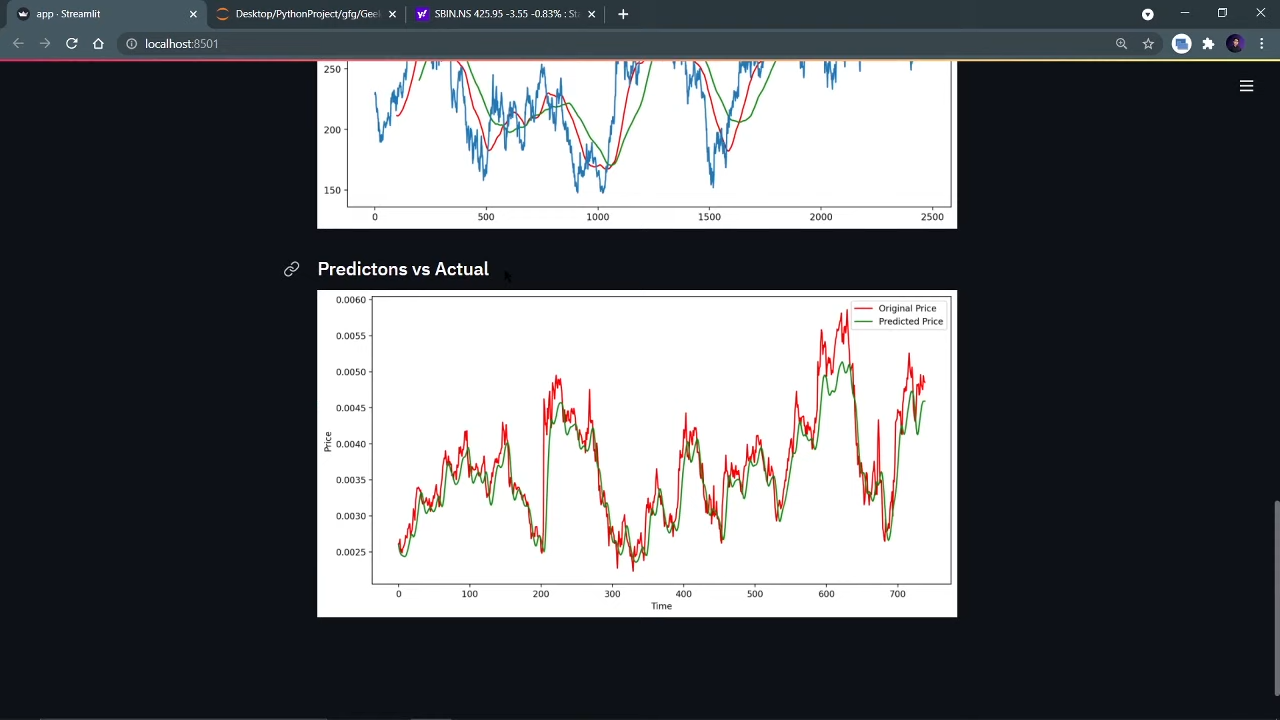 app · Streamlit
Desktop/PythonProject/gfg/Gee
SBIN.NS 425.95 -3.55 -0.83% : Sta
localhost:8501
250
200
150
0 500 1000 1500 2000 2500
Predictons vs Actual
0.0060
0.0055
0.0050
0.0045
0.0040
0.0035
0.0030
0.0025
Price
Original Price
Predicted Price
0 100 200 300 400 500 600 700
Time